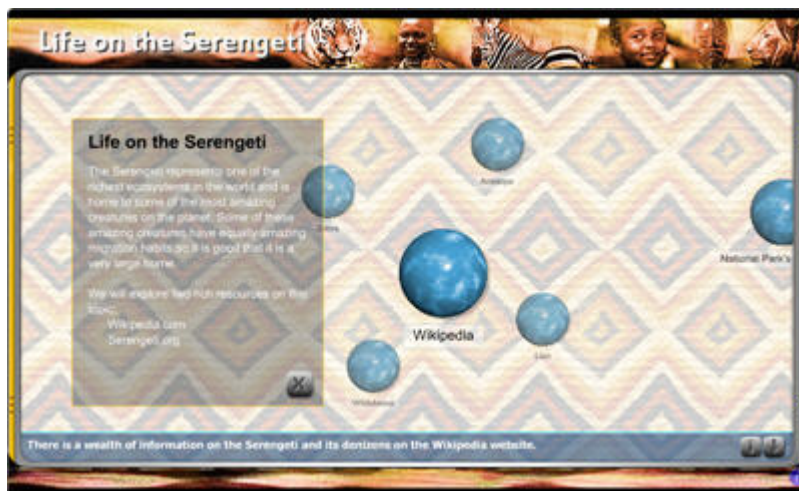 Life on the Serengeti
Life on the Serengeti
The Serengeti represents one of the
richest ecosystems in the world and is
home to some of the most amazing
creatures on the planet. Some of these
amazing creatures have equally amazing
migration habits so it is good that it is a
very large home.
We will explore two rich resources on this
topic:
Wikipedia.com
Serengeti.org
Zebra
National Park's
Wikipedia
Lion
Wildebeest
There is a wealth of information on the Serengeti and its denizens on the Wikipedia website.